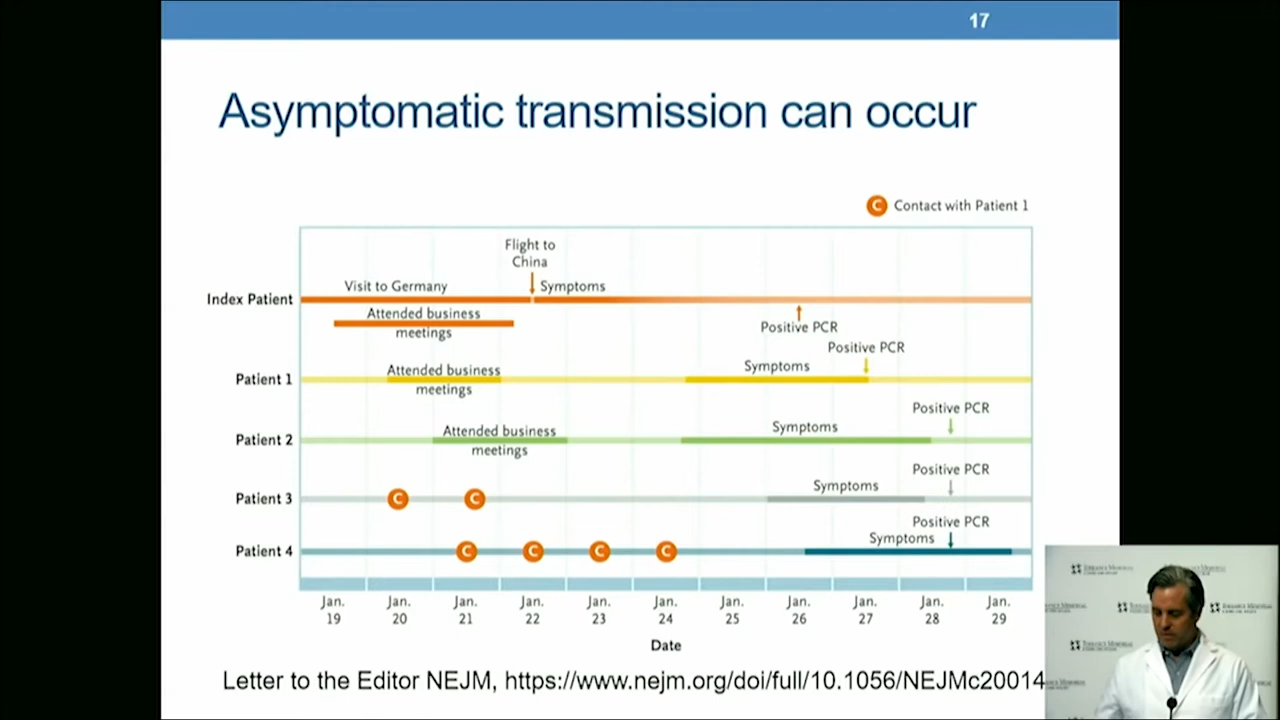 17
Asymptomatic transmission can occur
C Contact with Patient 1
Flight to
China
Visit to Germany
Symptoms
Index Patient
Attended business
meetings
Positive PCR
Positive PCR
Symptoms
Attended business
Patient 1
meetings
Positive PCR
Symptoms
Attended business
Patient 2
meetings
Positive PCR
Symptoms
Patient 3 C C
Positive PCR
Symptoms
Patient 4 C C C C
Jan. Jan. Jan. Jan. Jan. Jan. Jan. Jan. Jan. Jan. Jan.
19 20 21 22 23 24 25 26 27 28 29
Date
Letter to the Editor NEJM, https://www.nejm.org/doi/full/10.1056/NEJMc20014